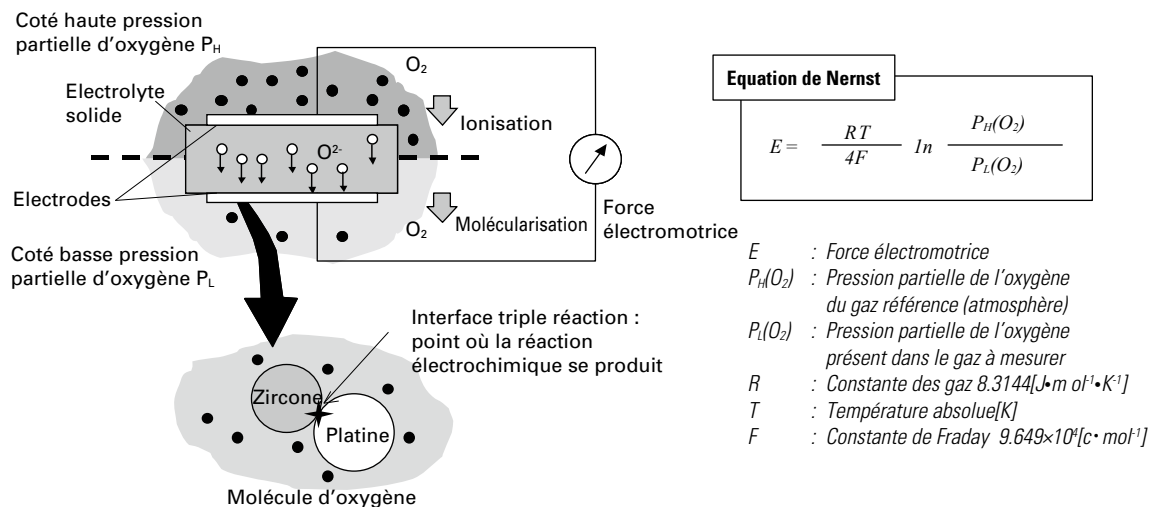 Coté haute pression
partielle d'oxygène PH
O2
Electrolyte
solide
Ionisation
O2-
Electrodes
O2
Molécularisation
Force
électromotrice
Coté basse pression
partielle d'oxygène PL
Interface triple réaction :
point où la réaction
électrochimique se produit
Zircone
Platine
Molécule d'oxygène
Equation de Nernst
E = RT / 4F ln PH(O2) / PL(O2)
E : Force électromotrice
PH(O2) : Pression partielle de l'oxygène
du gaz référence (atmosphère)
PL(O2) : Pression partielle de l'oxygène
présent dans le gaz à mesurer
R : Constante des gaz 8.3144[J•m ol-1•K-1]
T : Température absolue[K]
F : Constante de Fraday 9.649×104[c• mol-1]